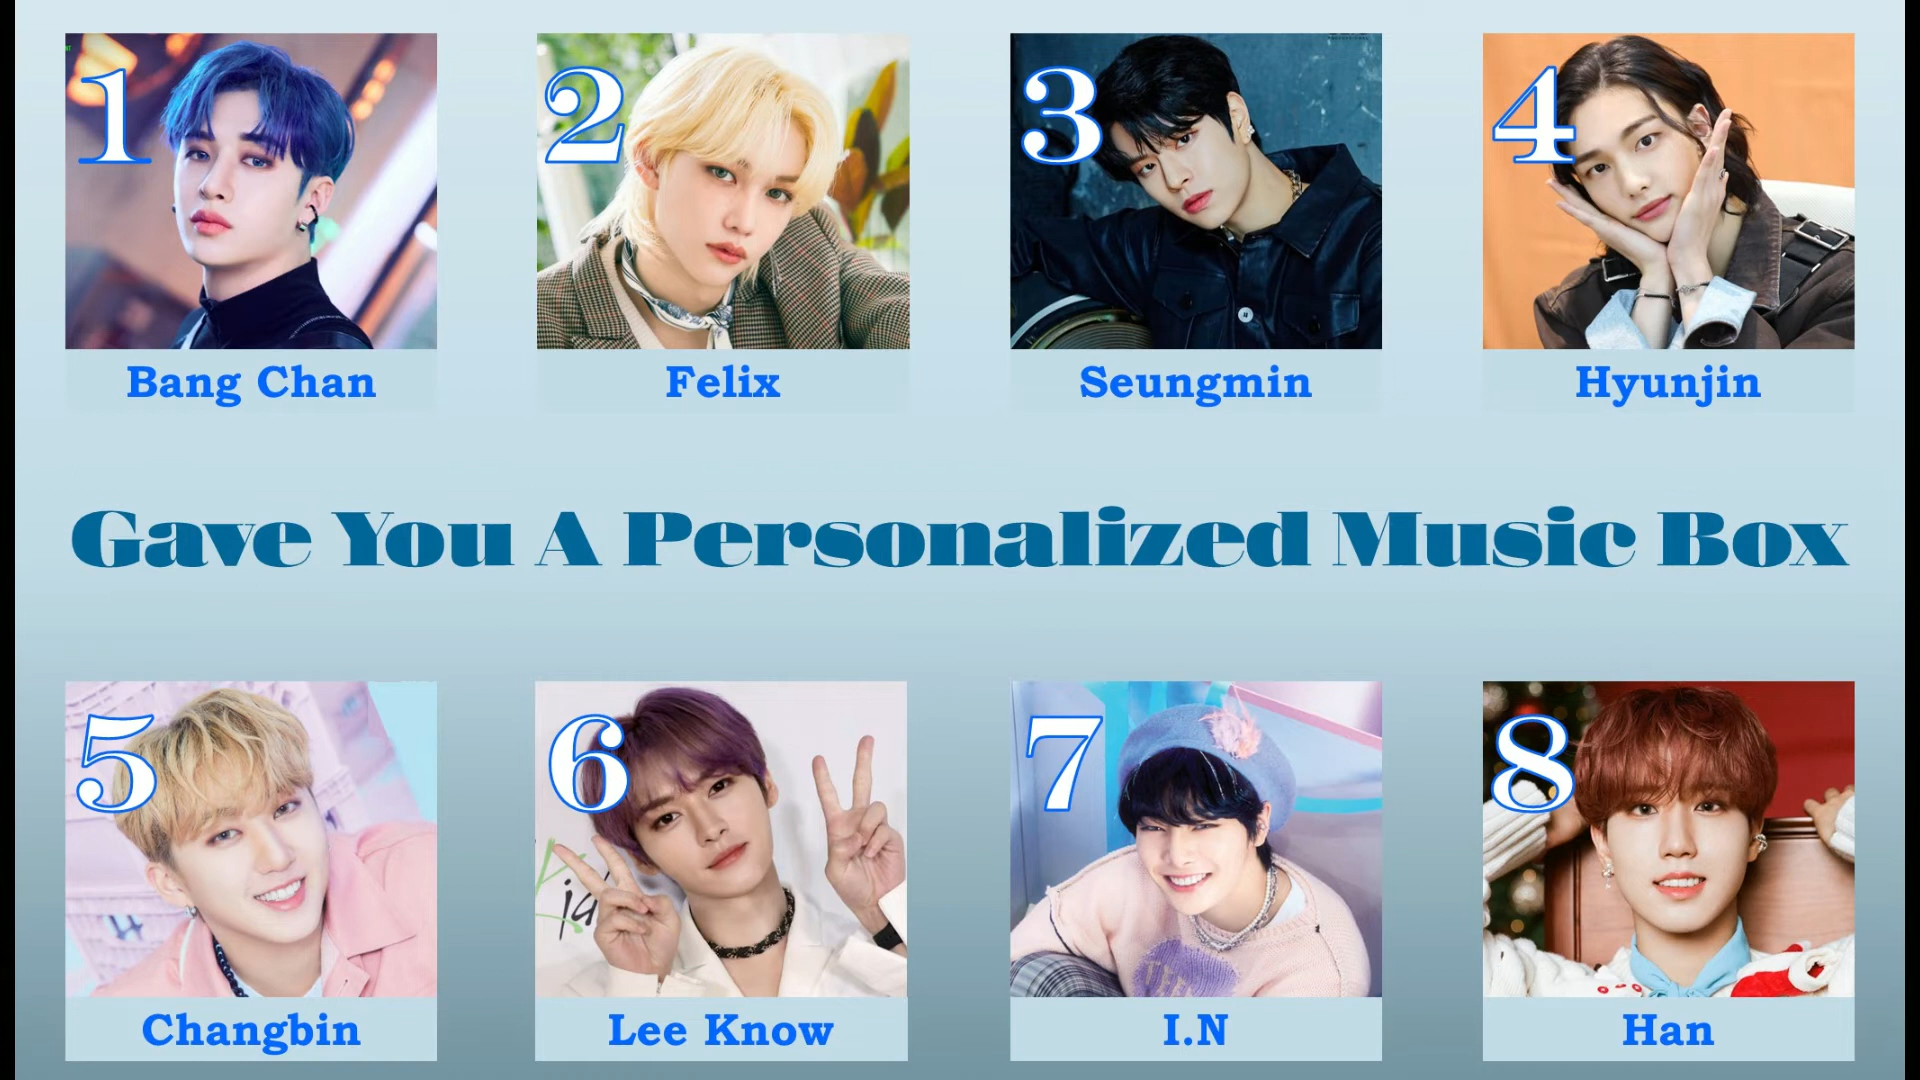 1
2
3
4
Bang Chan
Felix
Seungmin
Hyunjin
Gave You A Personalized Music Box
5
6
7
8
Changbin
Lee Know
I.N
Han